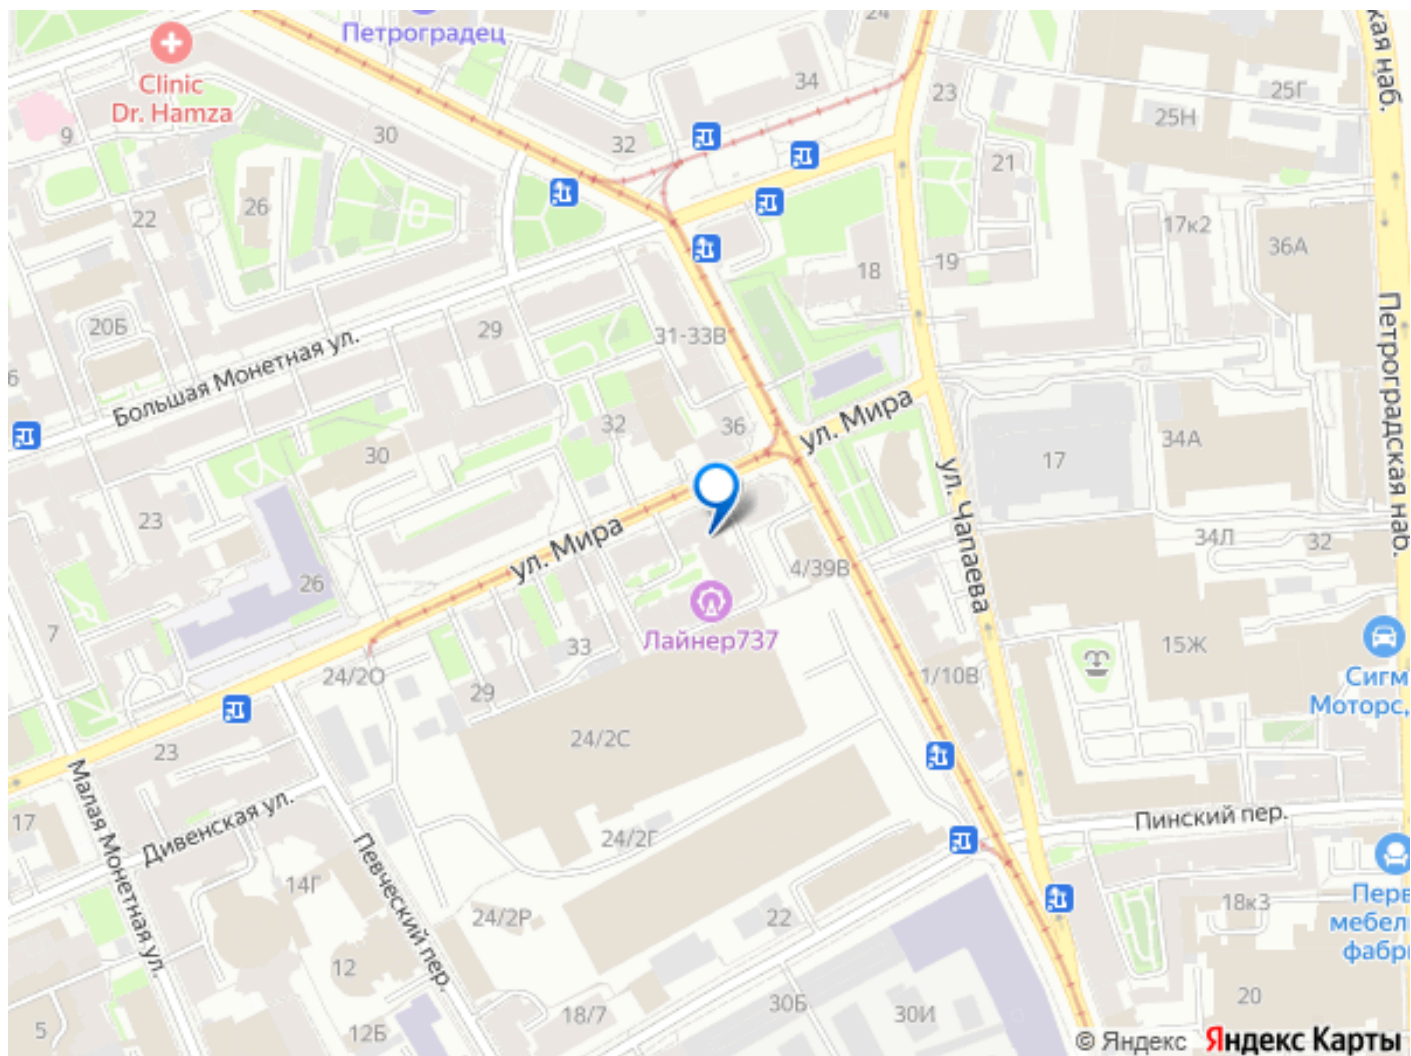 кая наб.
Петроградец
24
Clinic
Dr. Hamza
34
23
25Г
25Н
9
30
32
21
22
26
17к2
36А
18
19
20Б
29
31-33В
Петроградская наб.
Большая Монетная ул.
6
32
36
ул. Мира
30
17
34А
23
ул. Чапаева
ул. Мира
34Л
32
26
4/39В
7
Лайнер737
33
15Ж
24/2О
29
1/10В
Сигм
Моторс,
23
24/2С
Малая Монетная ул.
17
Дивенская ул.
24/2Г
Пинский пер.
Певческий пер.
14Г
24/2Р
22
18к3
Перв
мебел
фабр
12
5
12Б
18/7
30Б
30И
20
© Яндекс Яндекс Карты